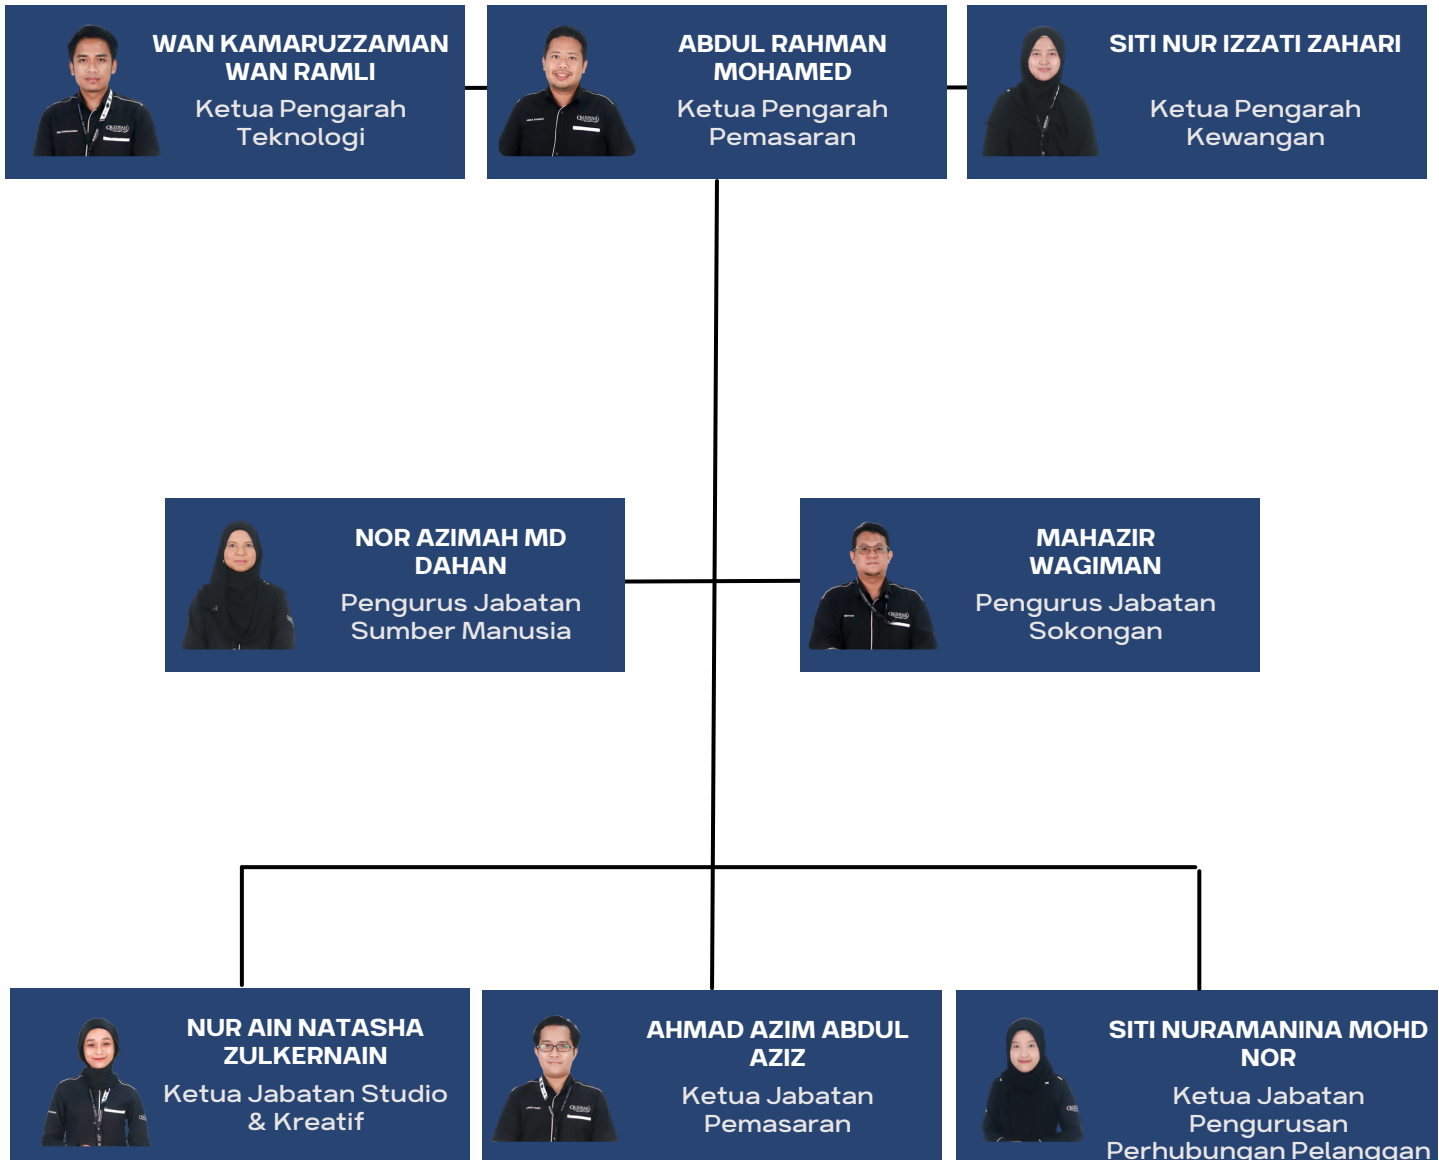 WAN KAMARUZZAMAN
WAN RAMLI
Ketua Pengarah
Teknologi
ABDUL RAHMAN
MOHAMED
Ketua Pengarah
Pemasaran
SITI NUR IZZATI ZAHARI
Ketua Pengarah
Kewangan
NOR AZIMAH MD
DAHAN
Pengurus Jabatan
Sumber Manusia
MAHAZIR
WAGIMAN
Pengurus Jabatan
Sokongan
NUR AIN NATASHA
ZULKERNAIN
Ketua Jabatan Studio
& Kreatif
AHMAD AZIM ABDUL
AZIZ
Ketua Jabatan
Pemasaran
SITI NURAMANINA MOHD
NOR
Ketua Jabatan
Pengurusan
Perhubungan Pelanggan